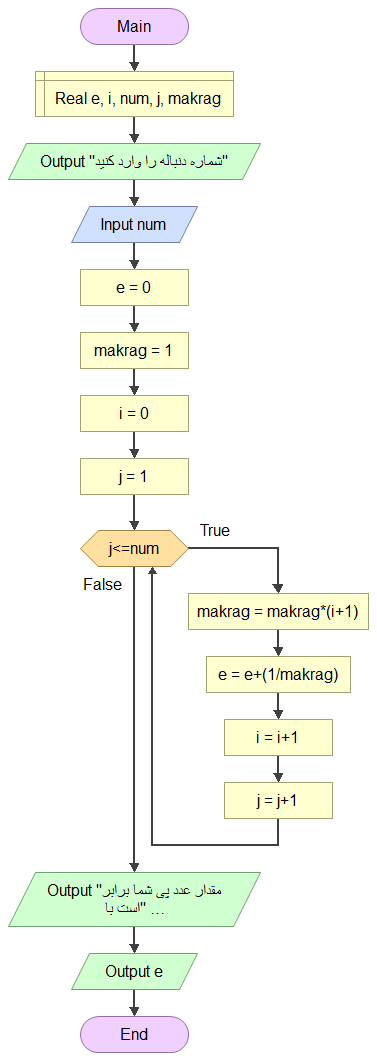 Main
Real e, i, num, j, makrag
Output "شماره دنباله را وارد کنید"
Input num
e = 0
makrag = 1
i = 0
j = 1
j<=num
True
False
makrag = makrag*(i+1)
e = e+(1/makrag)
i = i+1
j = j+1
Output "مقدار عدد پی شما برابر
است با" ...
Output e
End